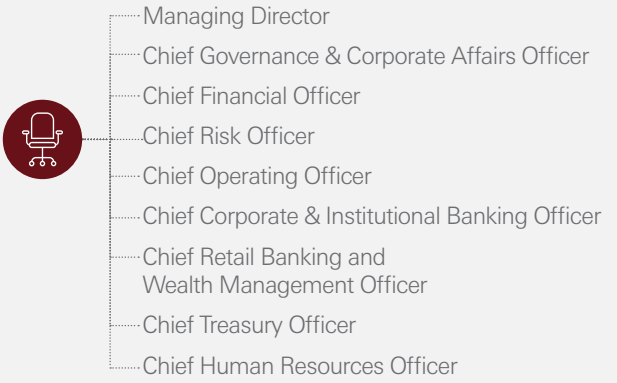 Managing Director
Chief Governance & Corporate Affairs Officer
Chief Financial Officer
Chief Risk Officer
Chief Operating Officer
Chief Corporate & Institutional Banking Officer
Chief Retail Banking and
Wealth Management Officer
Chief Treasury Officer
Chief Human Resources Officer